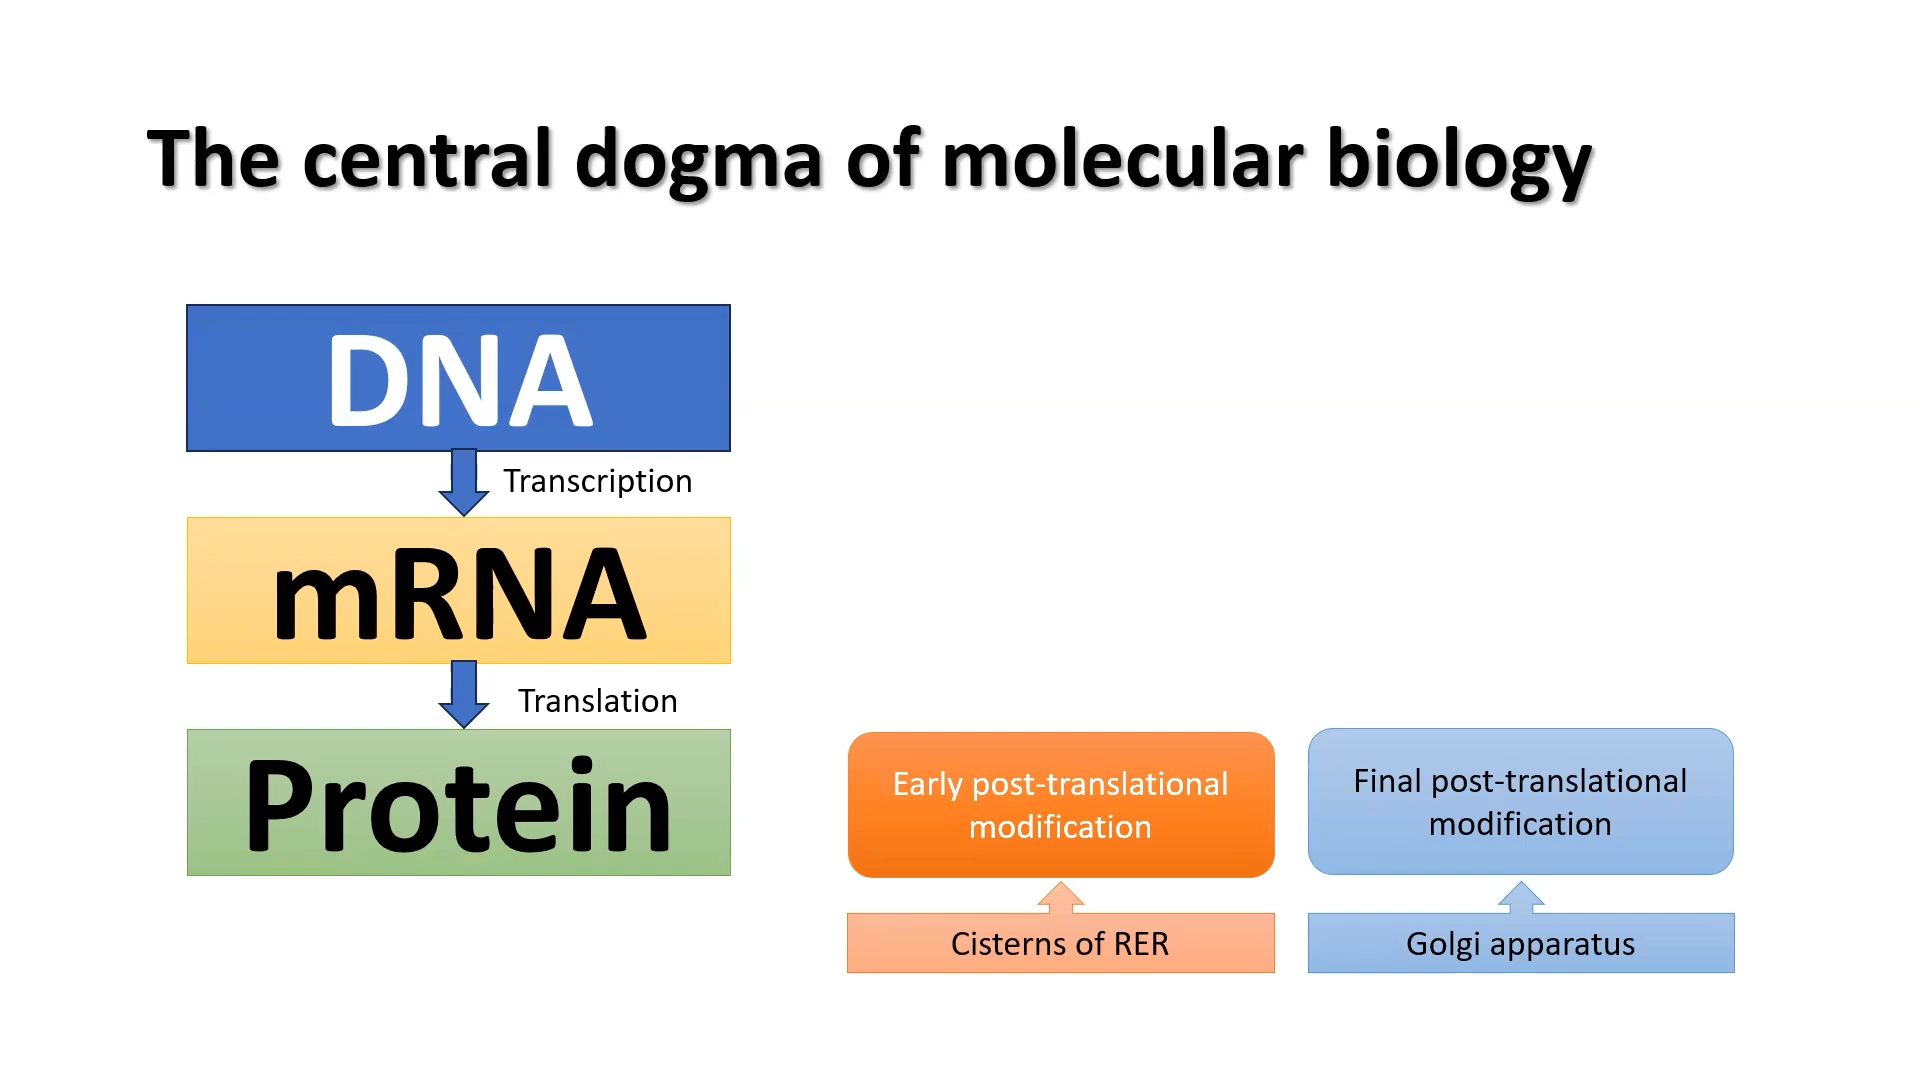 The central dogma of molecular biology
DNA
Transcription
mRNA
Translation
Protein
Early post-translational
modification
Cisterns of RER
Final post-translational
modification
Golgi apparatus